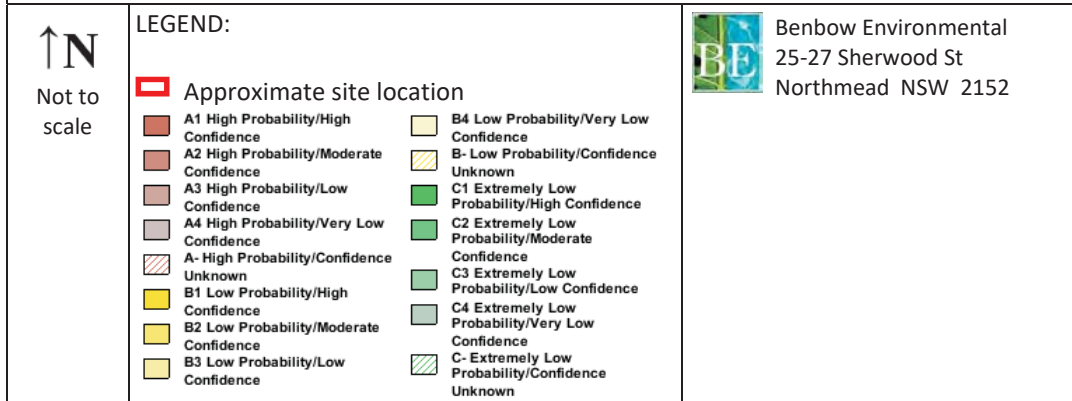 ↑N
Not to
scale
LEGEND:
Approximate site location
A1 High Probability/High
Confidence
A2 High Probability/Moderate
Confidence
A3 High Probability/Low
Confidence
A4 High Probability/Very Low
Confidence
A- High Probability/Confidence
Unknown
B1 Low Probability/High
Confidence
B2 Low Probability/Moderate
Confidence
B3 Low Probability/Low
Confidence
B4 Low Probability/Very Low
Confidence
B- Low Probability/Confidence
Unknown
C1 Extremely Low
Probability/High Confidence
C2 Extremely Low
Probability/Moderate
Confidence
C3 Extremely Low
Probability/Low Confidence
C4 Extremely Low
Probability/Very Low
Confidence
C- Extremely Low
Probability/Confidence
Unknown
BE
Benbow Environmental
25-27 Sherwood St
Northmead NSW 2152